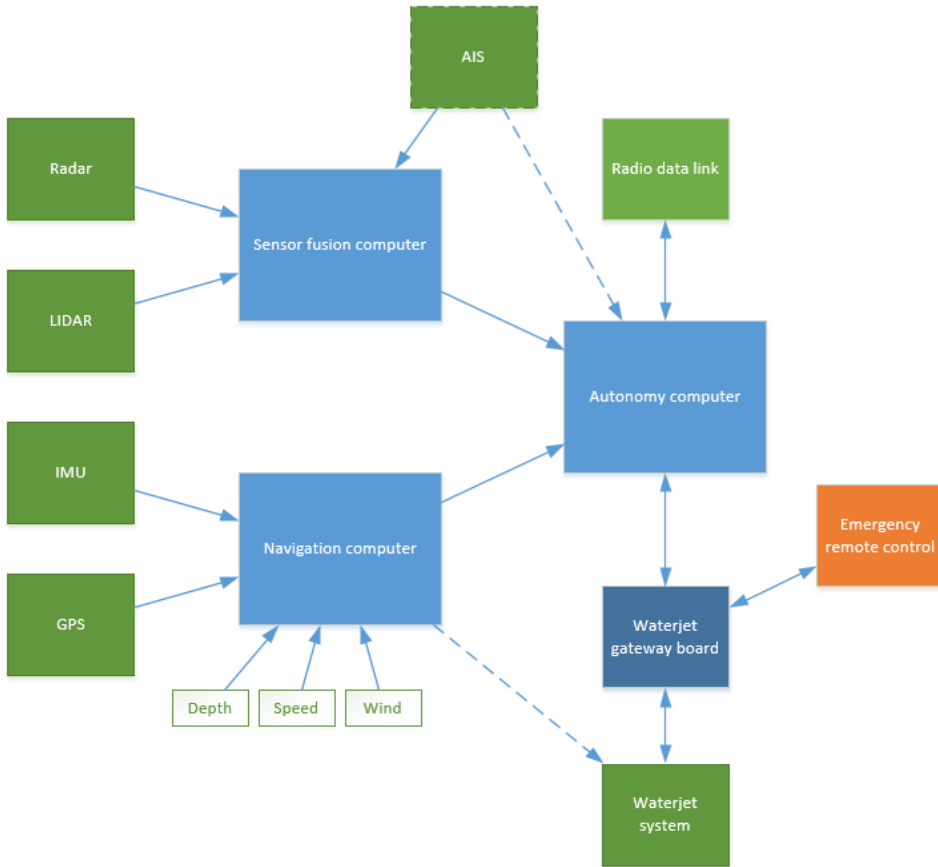 AIS
Radar
Radio data link
Sensor fusion computer
LIDAR
Autonomy computer
IMU
Emergency
remote control
Navigation computer
GPS
Waterjet
gateway board
Depth
Speed
Wind
Waterjet
system